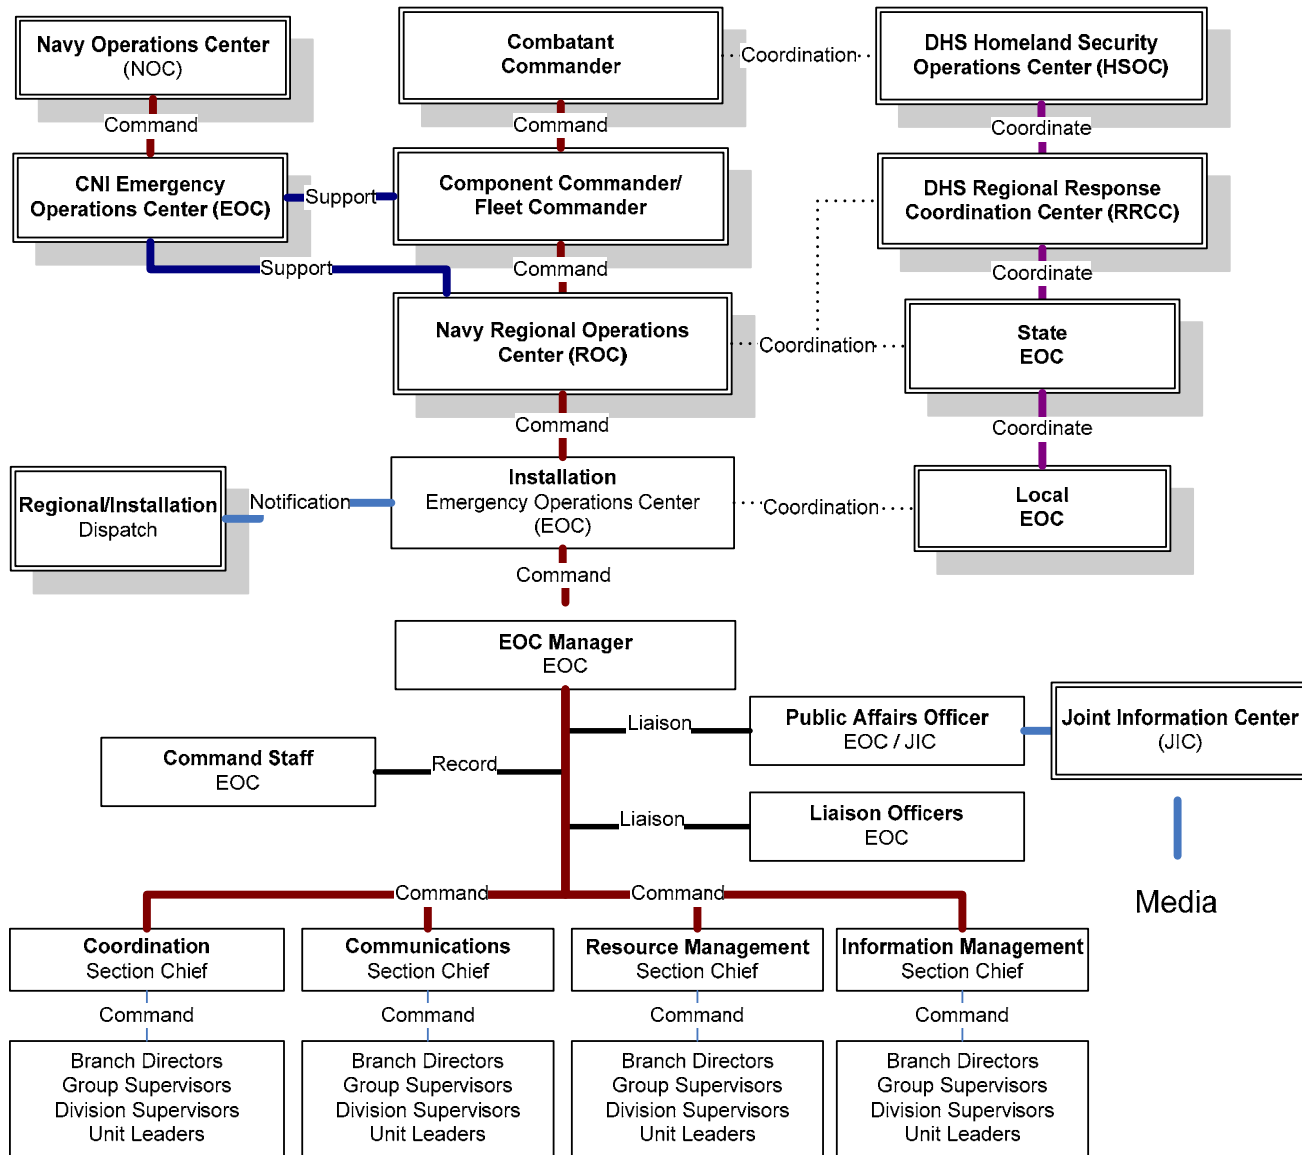 Navy Operations Center
(NOC)
Combatant
Commander
Coordination
DHS Homeland Security
Operations Center (HSOC)
Command
Command
Coordinate
CNI Emergency
Operations Center (EOC)
Support
Component Commander/
Fleet Commander
DHS Regional Response
Coordination Center (RRCC)
Support
Command
Coordinate
Navy Regional Operations
Center (ROC)
Coordination
State
EOC
Command
Coordinate
Regional/Installation
Dispatch
Notification
Installation
Emergency Operations Center
(EOC)
Coordination
Local
EOC
Command
EOC Manager
EOC
Liaison
Public Affairs Officer
EOC / JIC
Joint Information Center
(JIC)
Command Staff
EOC
Record
Liaison
Liaison Officers
EOC
Media
Command
Command
Coordination
Section Chief
Communications
Section Chief
Resource Management
Section Chief
Information Management
Section Chief
Command
Command
Command
Command
Branch Directors
Group Supervisors
Division Supervisors
Unit Leaders
Branch Directors
Group Supervisors
Division Supervisors
Unit Leaders
Branch Directors
Group Supervisors
Division Supervisors
Unit Leaders
Branch Directors
Group Supervisors
Division Supervisors
Unit Leaders